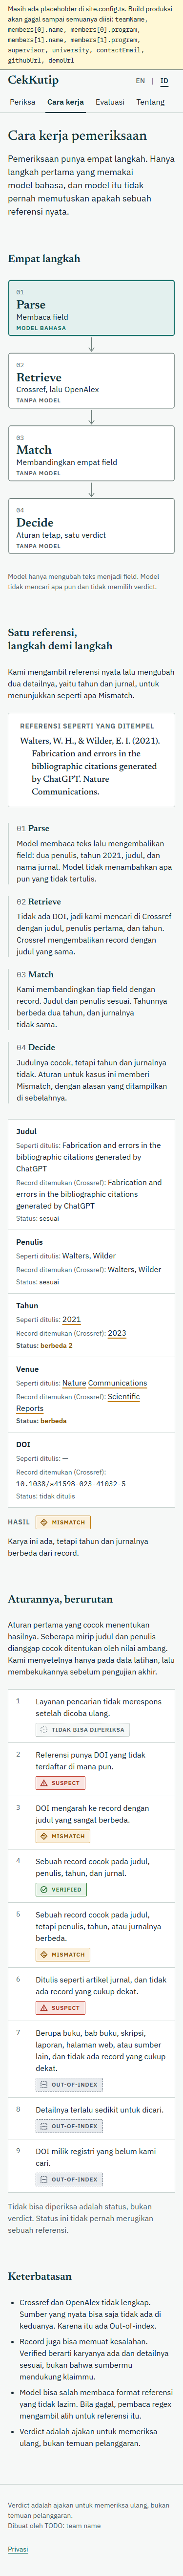 Masih ada placeholder di site.config.ts. Build produksi
akan gagal sampai semuanya diisi: teamName,
members[0].name, members[0].program,
members[1].name, members[1].program,
supervisor, university, contactEmail,
githubUrl, demoUrl
CekKutip
EN | ID
Periksa Cara kerja Evaluasi Tentang
Cara kerja pemeriksaan
Pemeriksaan punya empat langkah. Hanya
langkah pertama yang memakai
model bahasa, dan model itu tidak
pernah memutuskan apakah sebuah
referensi nyata.
Empat langkah
01
Parse
Membaca field
MODEL BAHASA
02
Retrieve
Crossref, lalu OpenAlex
TANPA MODEL
03
Match
Membandingkan empat field
TANPA MODEL
04
Decide
Aturan tetap, satu verdict
TANPA MODEL
Model hanya mengubah teks menjadi field. Model
tidak mencari apa pun dan tidak memilih verdict.
Satu referensi,
langkah demi langkah
Kami mengambil referensi nyata lalu mengubah
dua detailnya, yaitu tahun dan jurnal, untuk
menunjukkan seperti apa Mismatch.
REFERENSI SEPERTI YANG DITEMPEL
Walters, W. H., & Wilder, E. I. (2021).
Fabrication and errors in the
bibliographic citations generated
by ChatGPT. Nature
Communications.
01 Parse
Model membaca teks lalu mengembalikan
field: dua penulis, tahun 2021, judul, dan
nama jurnal. Model tidak menambahkan apa
pun yang tidak tertulis.
02 Retrieve
Tidak ada DOI, jadi kami mencari di Crossref
dengan judul, penulis pertama, dan tahun.
Crossref mengembalikan record dengan
judul yang sama.
03 Match
Kami membandingkan tiap field dengan
record. Judul dan penulis sesuai. Tahunnya
berbeda dua tahun, dan jurnalnya
tidak sama.
04 Decide
Judulnya cocok, tetapi tahun dan jurnalnya
tidak. Aturan untuk kasus ini memberi
Mismatch, dengan alasan yang ditampilkan
di sebelahnya.
Judul
Seperti ditulis: Fabrication and errors in the
bibliographic citations generated by
ChatGPT
Record ditemukan (Crossref): Fabrication and
errors in the bibliographic citations
generated by ChatGPT
Status: sesuai
Penulis
Seperti ditulis: Walters, Wilder
Record ditemukan (Crossref): Walters, Wilder
Status: sesuai
Tahun
Seperti ditulis: 2021
Record ditemukan (Crossref): 2023
Status: berbeda 2
Venue
Seperti ditulis: Nature Communications
Record ditemukan (Crossref): Scientific
Reports
Status: berbeda
DOI
Seperti ditulis: —
Record ditemukan (Crossref):
10.1038/s41598-023-41032-5
Status: tidak ditulis
HASIL MISMATCH
Karya ini ada, tetapi tahun dan jurnalnya
berbeda dari record.
Aturannya, berurutan
Aturan pertama yang cocok menentukan
hasilnya. Seberapa mirip judul dan penulis
dianggap cocok ditentukan oleh nilai ambang.
Kami menyetelnya hanya pada data latihan, lalu
membekukannya sebelum pengujian akhir.
1 Layanan pencarian tidak merespons
setelah dicoba ulang.
TIDAK BISA DIPERIKSA
2 Referensi punya DOI yang tidak
terdaftar di mana pun.
SUSPECT
3 DOI mengarah ke record dengan
judul yang sangat berbeda.
MISMATCH
4 Sebuah record cocok pada judul,
penulis, tahun, dan jurnal.
VERIFIED
5 Sebuah record cocok pada judul,
tetapi penulis, tahun, atau jurnalnya
berbeda.
MISMATCH
6 Ditulis seperti artikel jurnal, dan tidak
ada record yang cukup dekat.
SUSPECT
7 Berupa buku, bab buku, skripsi,
laporan, halaman web, atau sumber
lain, dan tidak ada record yang cukup
dekat.
OUT-OF-INDEX
8 Detailnya terlalu sedikit untuk dicari.
OUT-OF-INDEX
9 DOI milik registri yang belum kami
cari.
OUT-OF-INDEX
Tidak bisa diperiksa adalah status, bukan
verdict. Status ini tidak pernah merugikan
sebuah referensi.
Keterbatasan
• Crossref dan OpenAlex tidak lengkap.
Sumber yang nyata bisa saja tidak ada di
keduanya. Karena itu ada Out-of-index.
• Record juga bisa memuat kesalahan.
Verified berarti karyanya ada dan detailnya
sesuai, bukan bahwa sumbernya
mendukung klaimmu.
• Model bisa salah membaca format referensi
yang tidak lazim. Bila gagal, pembaca regex
mengambil alih untuk referensi itu.
• Verdict adalah ajakan untuk memeriksa
ulang, bukan temuan pelanggaran.
Verdict adalah ajakan untuk memeriksa ulang, bukan
temuan pelanggaran.
Dibuat oleh TODO: team name
Privasi